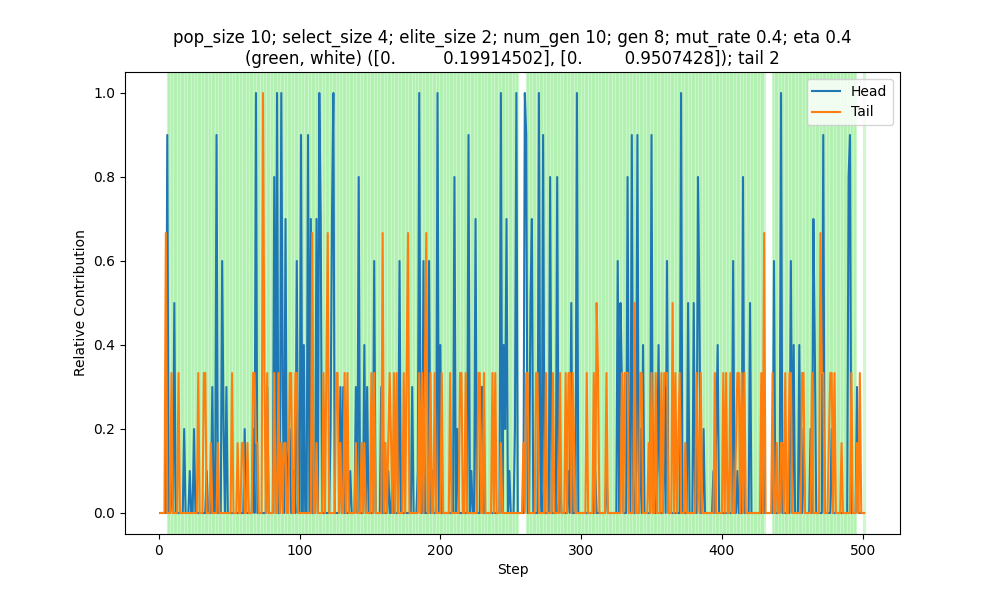 pop_size 10; select_size 4; elite_size 2; num_gen 10; gen 8; mut_rate 0.4; eta 0.4
(green, white) ([0.         0.19914502], [0.        0.9507428]); tail 2
Head
Tail
Relative Contribution
1.0
0.8
0.6
0.4
0.2
0.0
0
100
200
300
400
500
Step